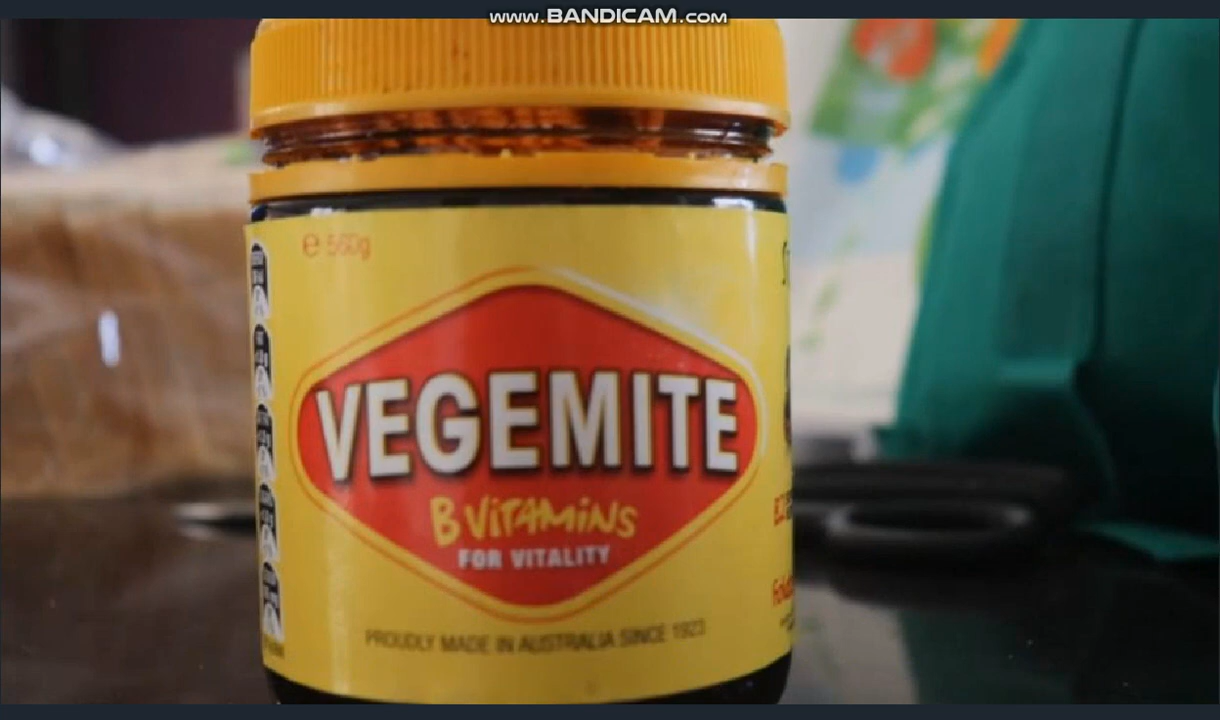 www.BANDICAM.com
e 560g
VEGEMITE
B ViTAMiNS
FOR VITALITY
PROUDLY MADE IN AUSTRALIA SINCE 1923